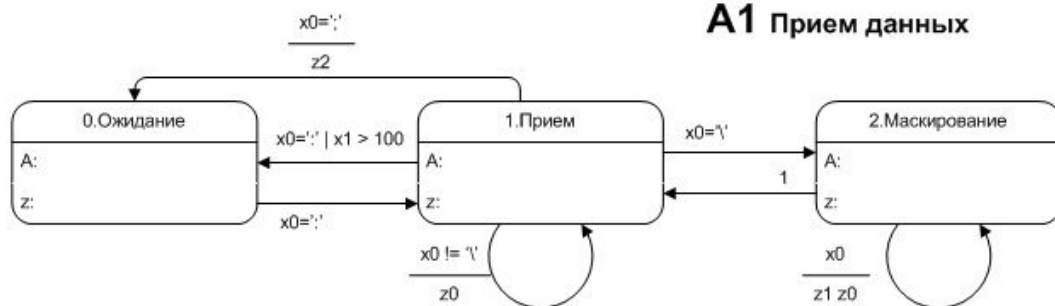 A1 Прием данных
x0=';'
z2
0.Ожидание
A:
z:
x0=':' | x1 > 100
x0=':'
1.Прием
A:
z:
x0='\'
1
2.Маскирование
A:
z:
x0 != '\'
z0
x0
z1 z0